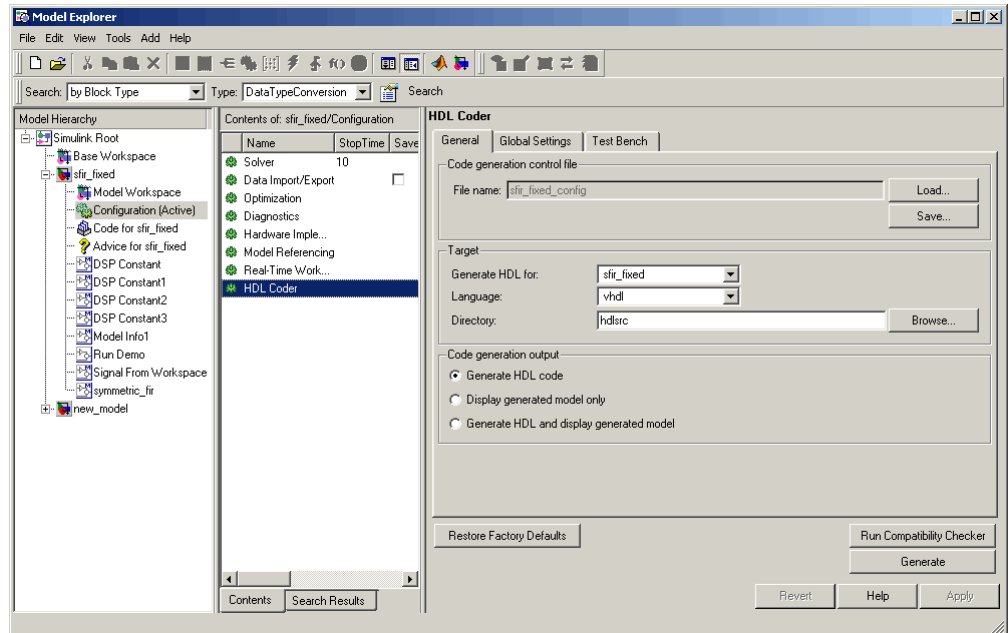 Model Explorer
File Edit View Tools Add Help
Search: by Block Type Type: DataTypeConversion Search
Model Hierarchy
Simulink Root
Base Workspace
sfir_fixed
Model Workspace
Configuration (Active)
Code for sfir_fixed
Advice for sfir_fixed
DSP Constant
DSP Constant1
DSP Constant2
DSP Constant3
Model Info1
Run Demo
Signal From Workspace
symmetric_fir
new_model
Contents of: sfir_fixed/Configuration
Name StopTime Save
Solver 10
Data Import/Export
Optimization
Diagnostics
Hardware Imple...
Model Referencing
Real-Time Work...
HDL Coder
Contents Search Results
HDL Coder
General Global Settings Test Bench
Code generation control file
File name: sfir_fixed_config Load...
Save...
Target
Generate HDL for: sfir_fixed
Language: vhdl
Directory: hdlsrc Browse...
Code generation output
Generate HDL code
Display generated model only
Generate HDL and display generated model
Restore Factory Defaults Run Compatibility Checker
Generate
Revert Help Apply